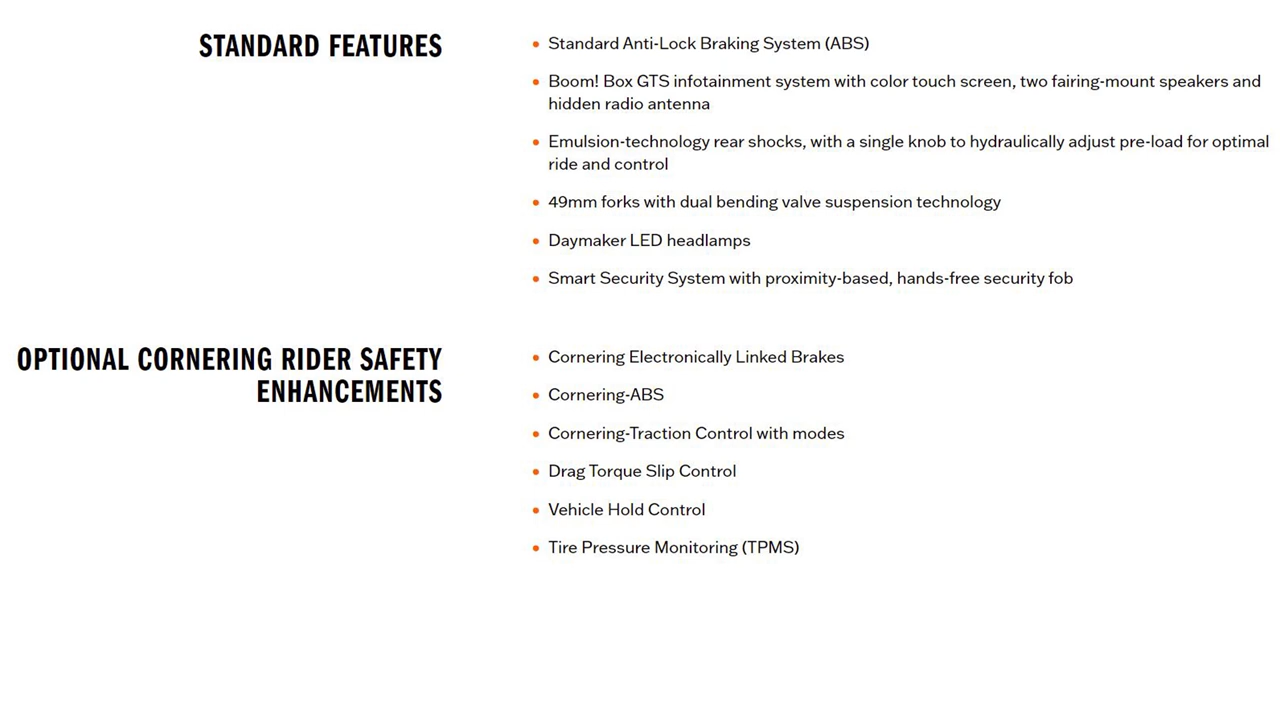 STANDARD FEATURES
Standard Anti-Lock Braking System (ABS)
Boom! Box GTS infotainment system with color touch screen, two fairing-mount speakers and
hidden radio antenna
Emulsion-technology rear shocks, with a single knob to hydraulically adjust pre-load for optimal
ride and control
49mm forks with dual bending valve suspension technology
Daymaker LED headlamps
Smart Security System with proximity-based, hands-free security fob
OPTIONAL CORNERING RIDER SAFETY
ENHANCEMENTS
Cornering Electronically Linked Brakes
Cornering-ABS
Cornering-Traction Control with modes
Drag Torque Slip Control
Vehicle Hold Control
Tire Pressure Monitoring (TPMS)